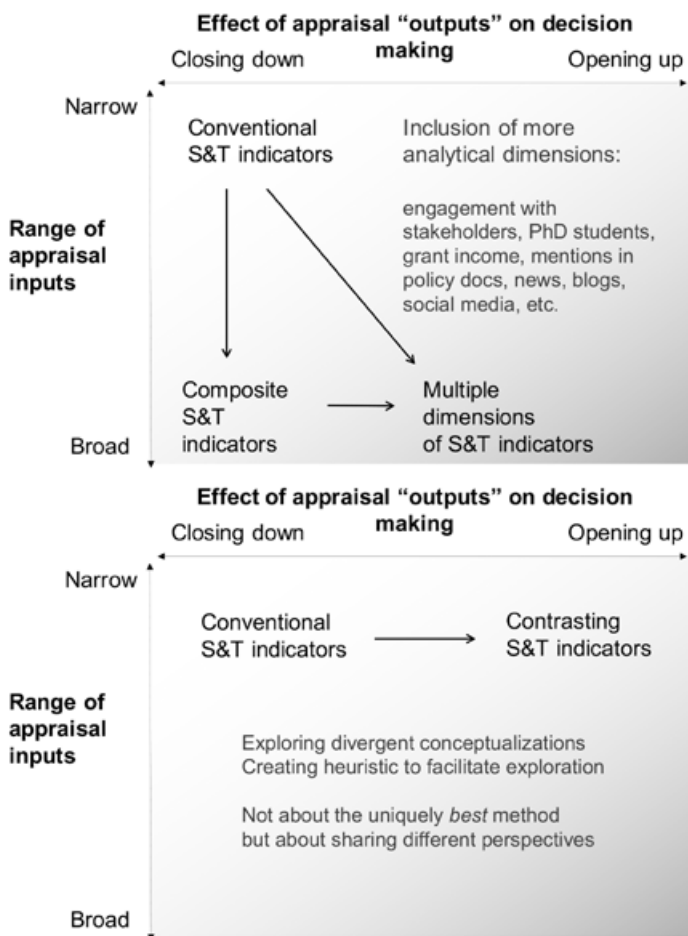 Effect of appraisal “outputs” on decision
making
Closing down
Opening up
Narrow
Conventional
S&T indicators
Inclusion of more
analytical dimensions:
engagement with
stakeholders, PhD students,
grant income, mentions in
policy docs, news, blogs,
social media, etc.
Range of
appraisal
inputs
Composite
S&T
indicators
Multiple
dimensions
of S&T indicators
Broad
Effect of appraisal “outputs” on decision
making
Closing down
Opening up
Narrow
Conventional
S&T indicators
Contrasting
S&T indicators
Range of
appraisal
inputs
Exploring divergent conceptualizations
Creating heuristic to facilitate exploration
Not about the uniquely best method
but about sharing different perspectives
Broad